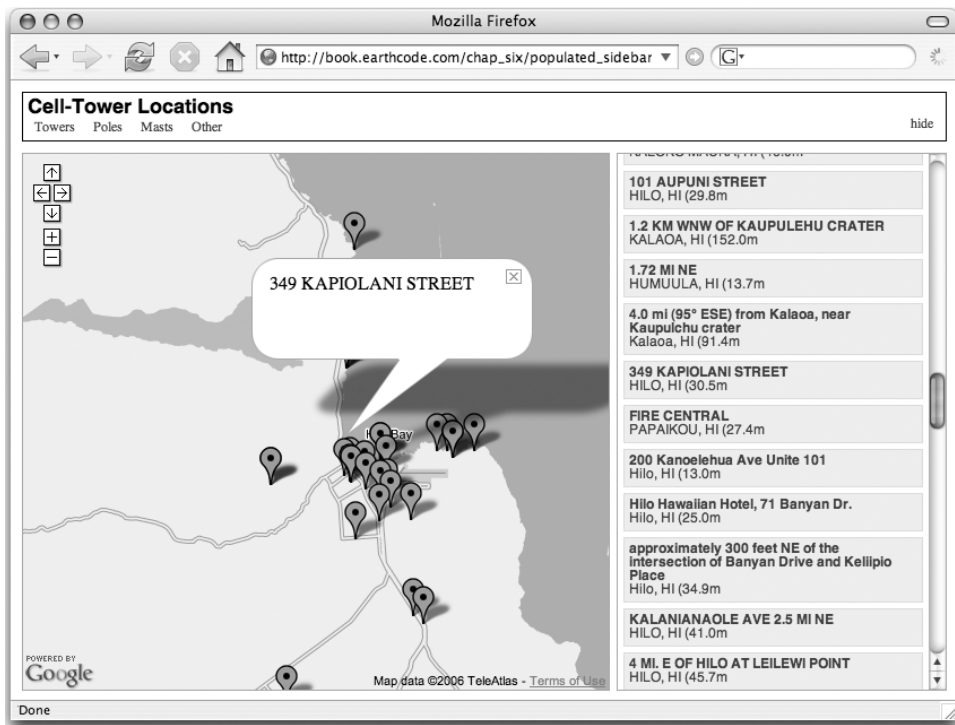 Mozilla Firefox
http://book.earthcode.com/chap_six/populated_sidebar
G
Cell-Tower Locations
Towers Poles Masts Other
hide
349 KAPIOLANI STREET
Bay
POWERED BY
Google
Map data ©2006 TeleAtlas - Terms of Use
101 AUPUNI STREET
HILO, HI (29.8m
1.2 KM WNW OF KAUPULEHU CRATER
KALAOA, HI (152.0m
1.72 MI NE
HUMUULA, HI (13.7m
4.0 mi (95° ESE) from Kalaoa, near
Kaupulchu crater
Kalaoa, HI (91.4m
349 KAPIOLANI STREET
HILO, HI (30.5m
FIRE CENTRAL
PAPAIKOU, HI (27.4m
200 Kanoelehua Ave Unite 101
Hilo, HI (13.0m
Hilo Hawaiian Hotel, 71 Banyan Dr.
Hilo, HI (25.0m
approximately 300 feet NE of the
intersection of Banyan Drive and Keliipio
Place
Hilo, HI (34.9m
KALANIANAOLE AVE 2.5 MI NE
HILO, HI (41.0m
4 MI. E OF HILO AT LEILEWI POINT
HILO, HI (45.7m
Done